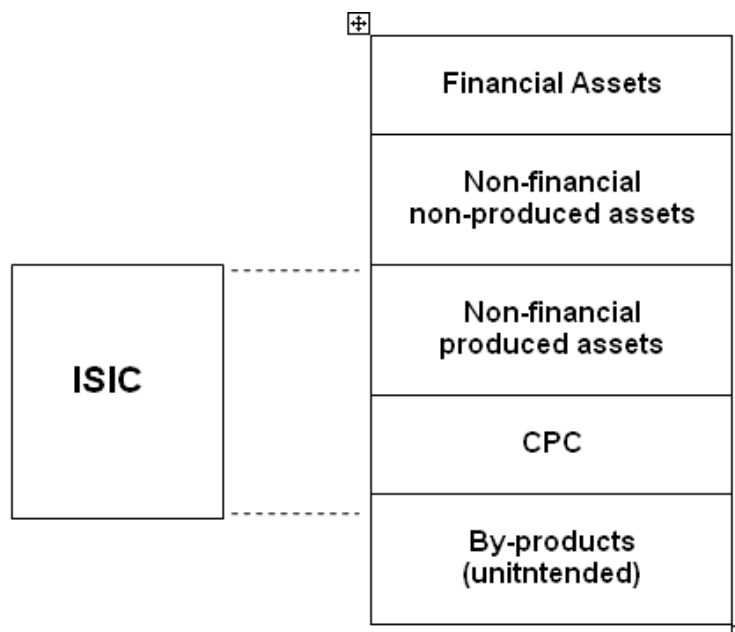 Financial Assets
Non-financial
non-produced assets
Non-financial
produced assets
ISIC
CPC
By-products
(unitntended)